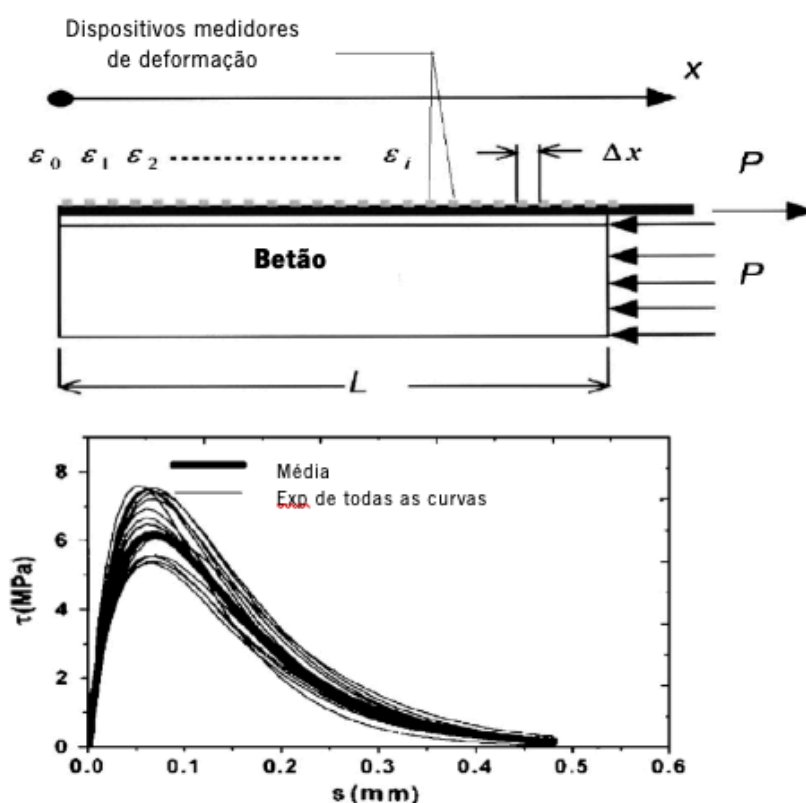 Dispositivos medidores
de deformação
x
ε0 ε1 ε2 ........... εi Δx P
Betão
P
L
8
6
4
2
0
τ(MPa)
Média
Exp de todas as curvas
0.0 0.1 0.2 0.3 0.4 0.5 0.6
s(mm)